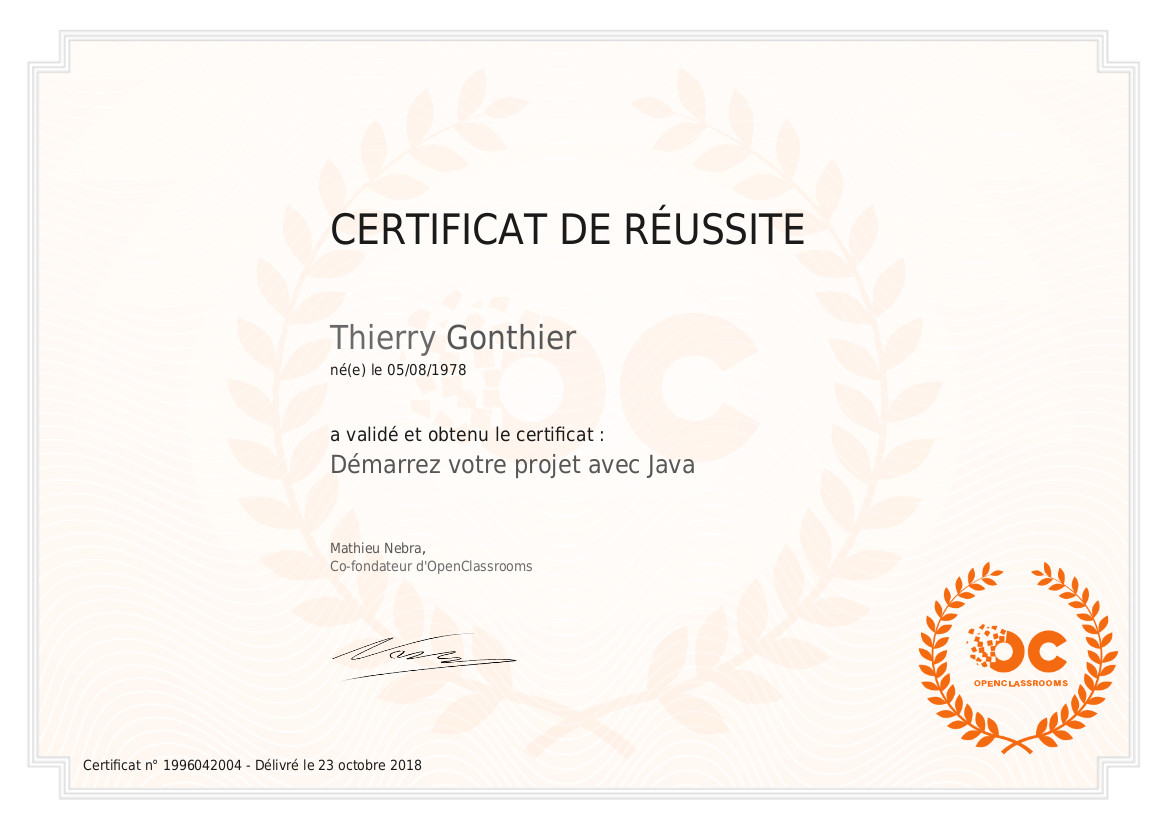 CERTIFICAT DE RÉUSSITE
Thierry Gonthier
né(e) le 05/08/1978
a validé et obtenu le certificat :
Démarrez votre projet avec Java
Mathieu Nebra,
Co-fondateur d'OpenClassrooms
OC
OPENCLASSROOMS
Certificat n° 1996042004 - Délivré le 23 octobre 2018